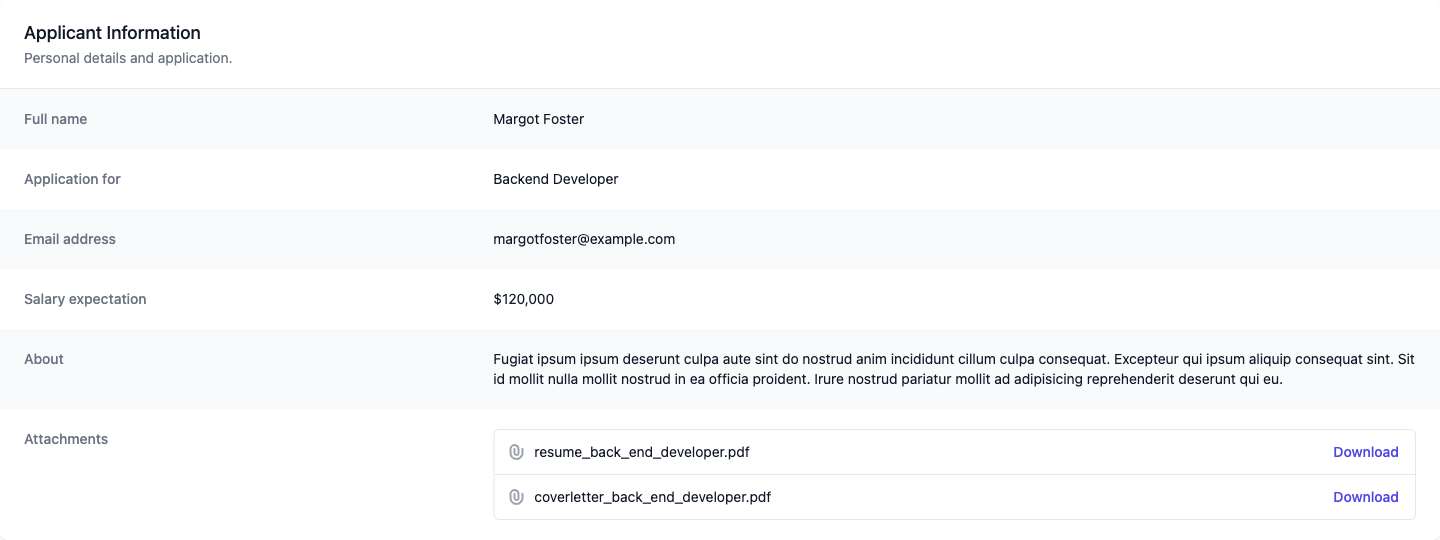 Applicant Information
Personal details and application.
Full name
Margot Foster
Application for
Backend Developer
Email address
margotfoster@example.com
Salary expectation
$120,000
About
Fugiat ipsum ipsum deserunt culpa aute sint do nostrud anim incididunt cillum culpa consequat. Excepteur qui ipsum aliquip consequat sint. Sit
id mollit nulla mollit nostrud in ea officia proident. Irure nostrud pariatur mollit ad adipisicing reprehenderit deserunt qui eu.
Attachments
resume_back_end_developer.pdf
Download
coverletter_back_end_developer.pdf
Download